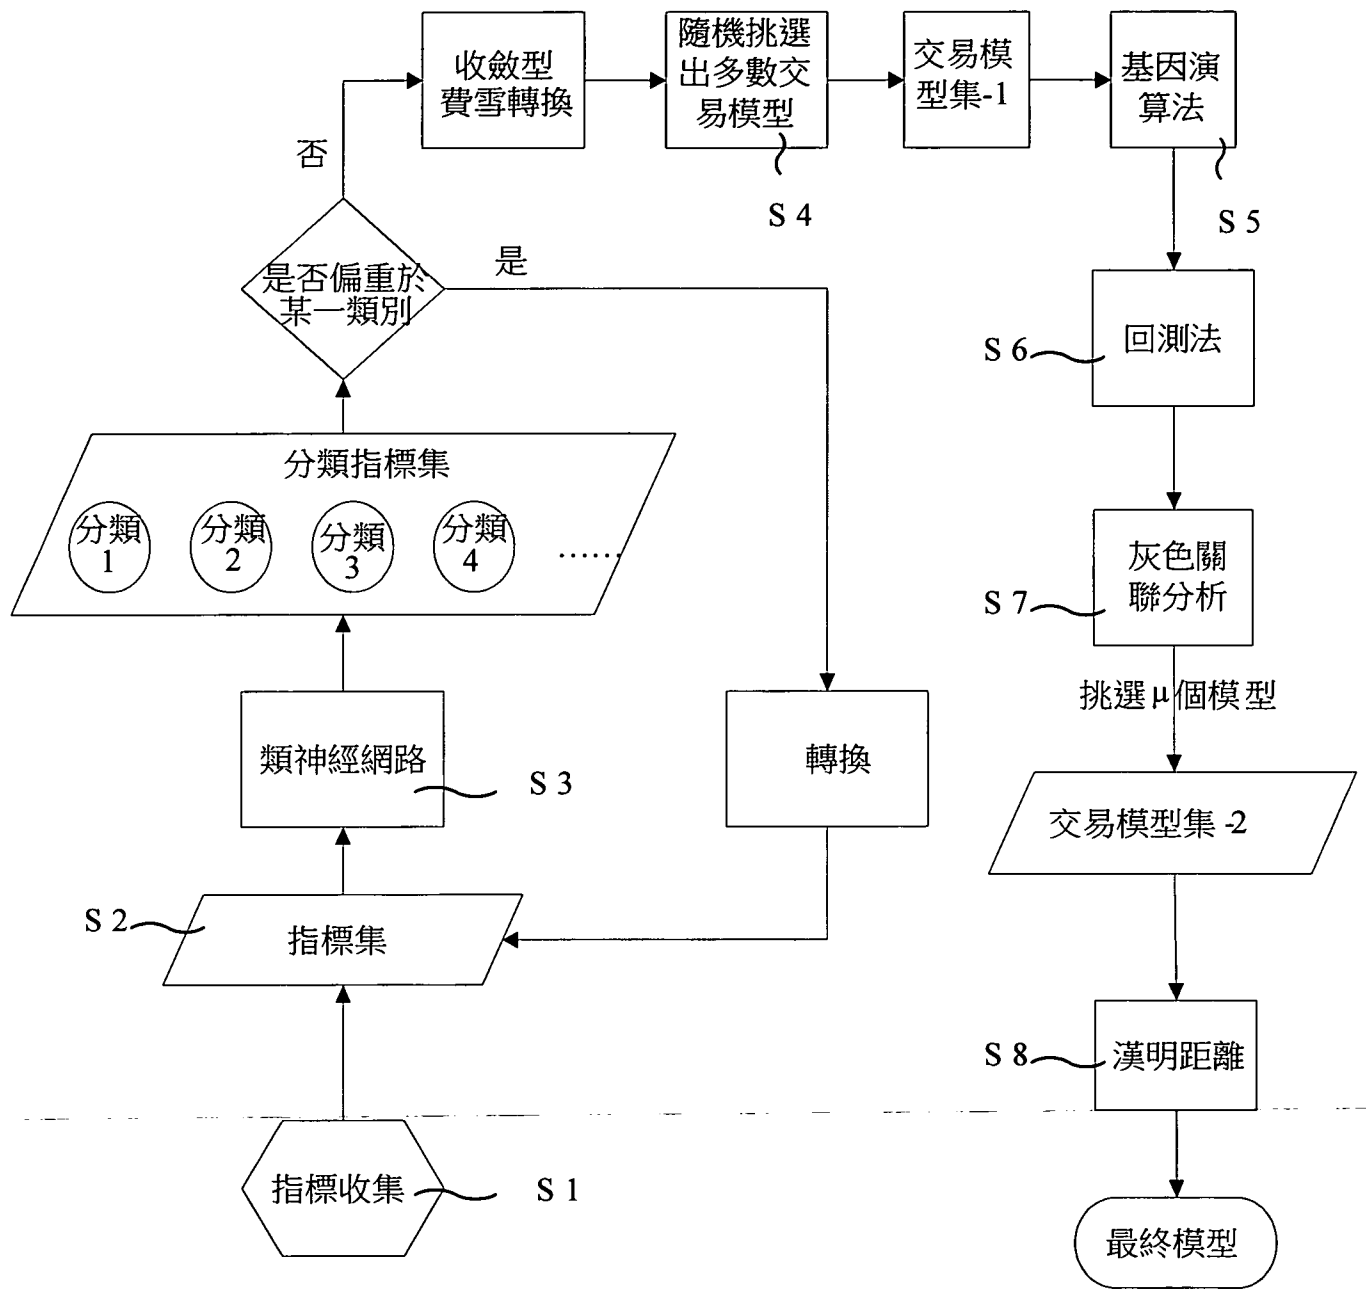 收斂型
費雪轉換
隨機挑選
出多數交
易模型
交易模
型集-1
基因演
算法
否
S 4
S 5
是否偏重於
某一類別
是
S 6
回測法
分類指標集
分類
1
分類
2
分類
3
分類
4
......
灰色關
聯分析
S 7
挑選μ個模型
類神經網路
S 3
轉換
交易模型集-2
S 2
指標集
S 8
漢明距離
指標收集
S 1
最終模型